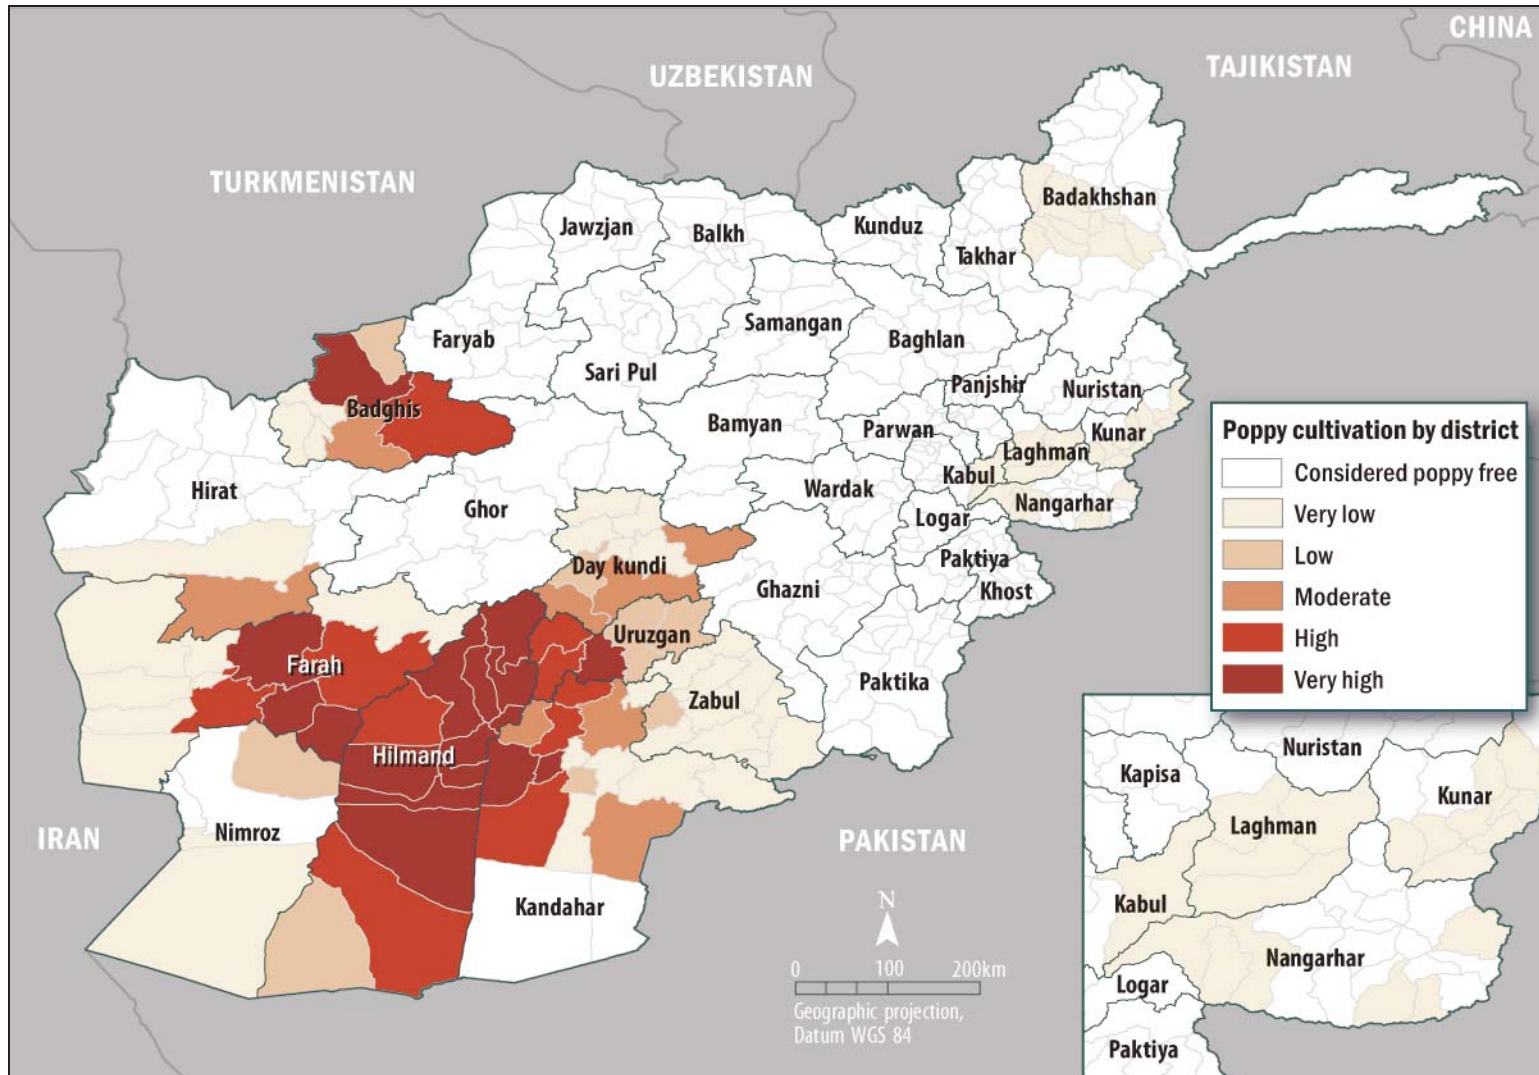 CHINA
UZBEKISTAN
TAJIKISTAN
TURKMENISTAN
Badakhshan
Jawzjan
Balkh
Kunduz
Takhar
Faryab
Samangan
Baghlan
Sari Pul
Panjshir
Nuristan
Badghis
Bamyan
Parwan
Kunar
Laghman
Kabul
Hirat
Wardak
Nangarhar
Ghor
Logar
Day kundi
Paktiya
Ghazni
Khost
Uruzgan
Farah
Paktika
Zabul
Hilmand
Nimroz
IRAN
PAKISTAN
Kandahar
N
0 100 200km
Geographic projection,
Datum WGS 84
Poppy cultivation by district
Considered poppy free
Very low
Low
Moderate
High
Very high
Nuristan
Kapisa
Kunar
Laghman
Kabul
Nangarhar
Logar
Paktiya